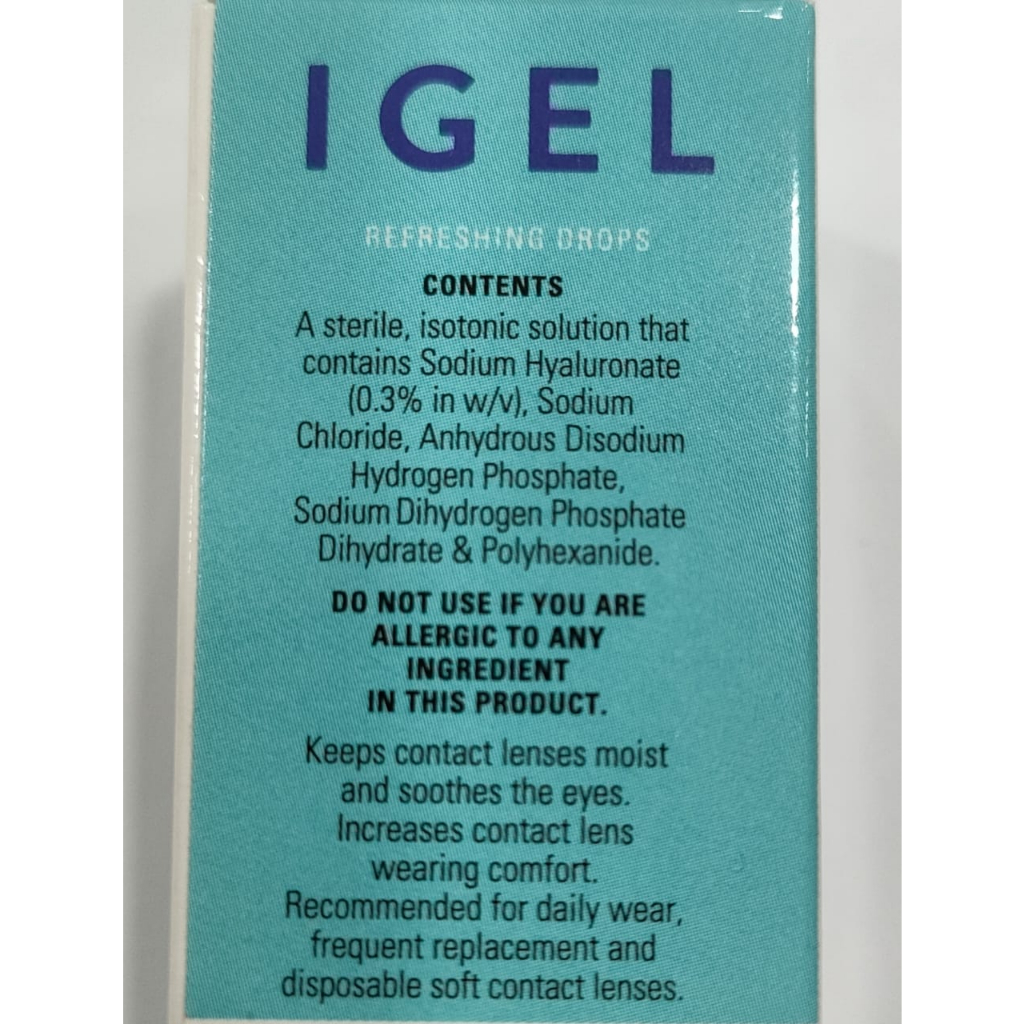 IGEL
REFRESHING DROPS
CONTENTS
A sterile, isotonic solution that
contains Sodium Hyaluronate
(0.3% in w/v), Sodium
Chloride, Anhydrous Disodium
Hydrogen Phosphate,
Sodium Dihydrogen Phosphate
Dihydrate & Polyhexanide.
DO NOT USE IF YOU ARE
ALLERGIC TO ANY
INGREDIENT
IN THIS PRODUCT.
Keeps contact lenses moist
and soothes the eyes.
Increases contact lens
wearing comfort.
Recommended for daily wear,
frequent replacement and
disposable soft contact lenses.